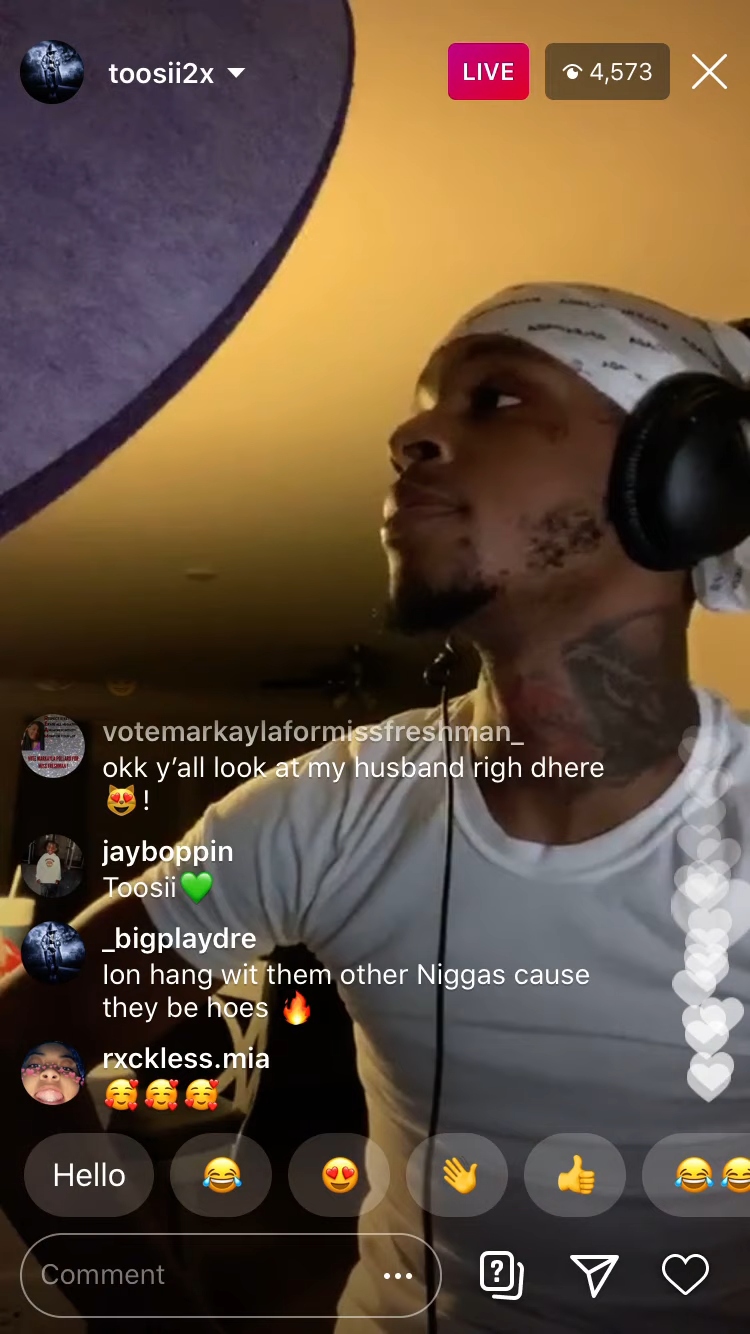 toosii2x
LIVE
4,573
votemarkaylaformissfreshman_
okk y’all look at my husband righ dhere
😻 !
jayboppin
Toosii💚
_bigplaydre
Ion hang wit them other Niggas cause
they be hoes 🔥
rxckless.mia
🥰🥰🥰
Hello
😂
😍
👋
👍
😂😂
Comment